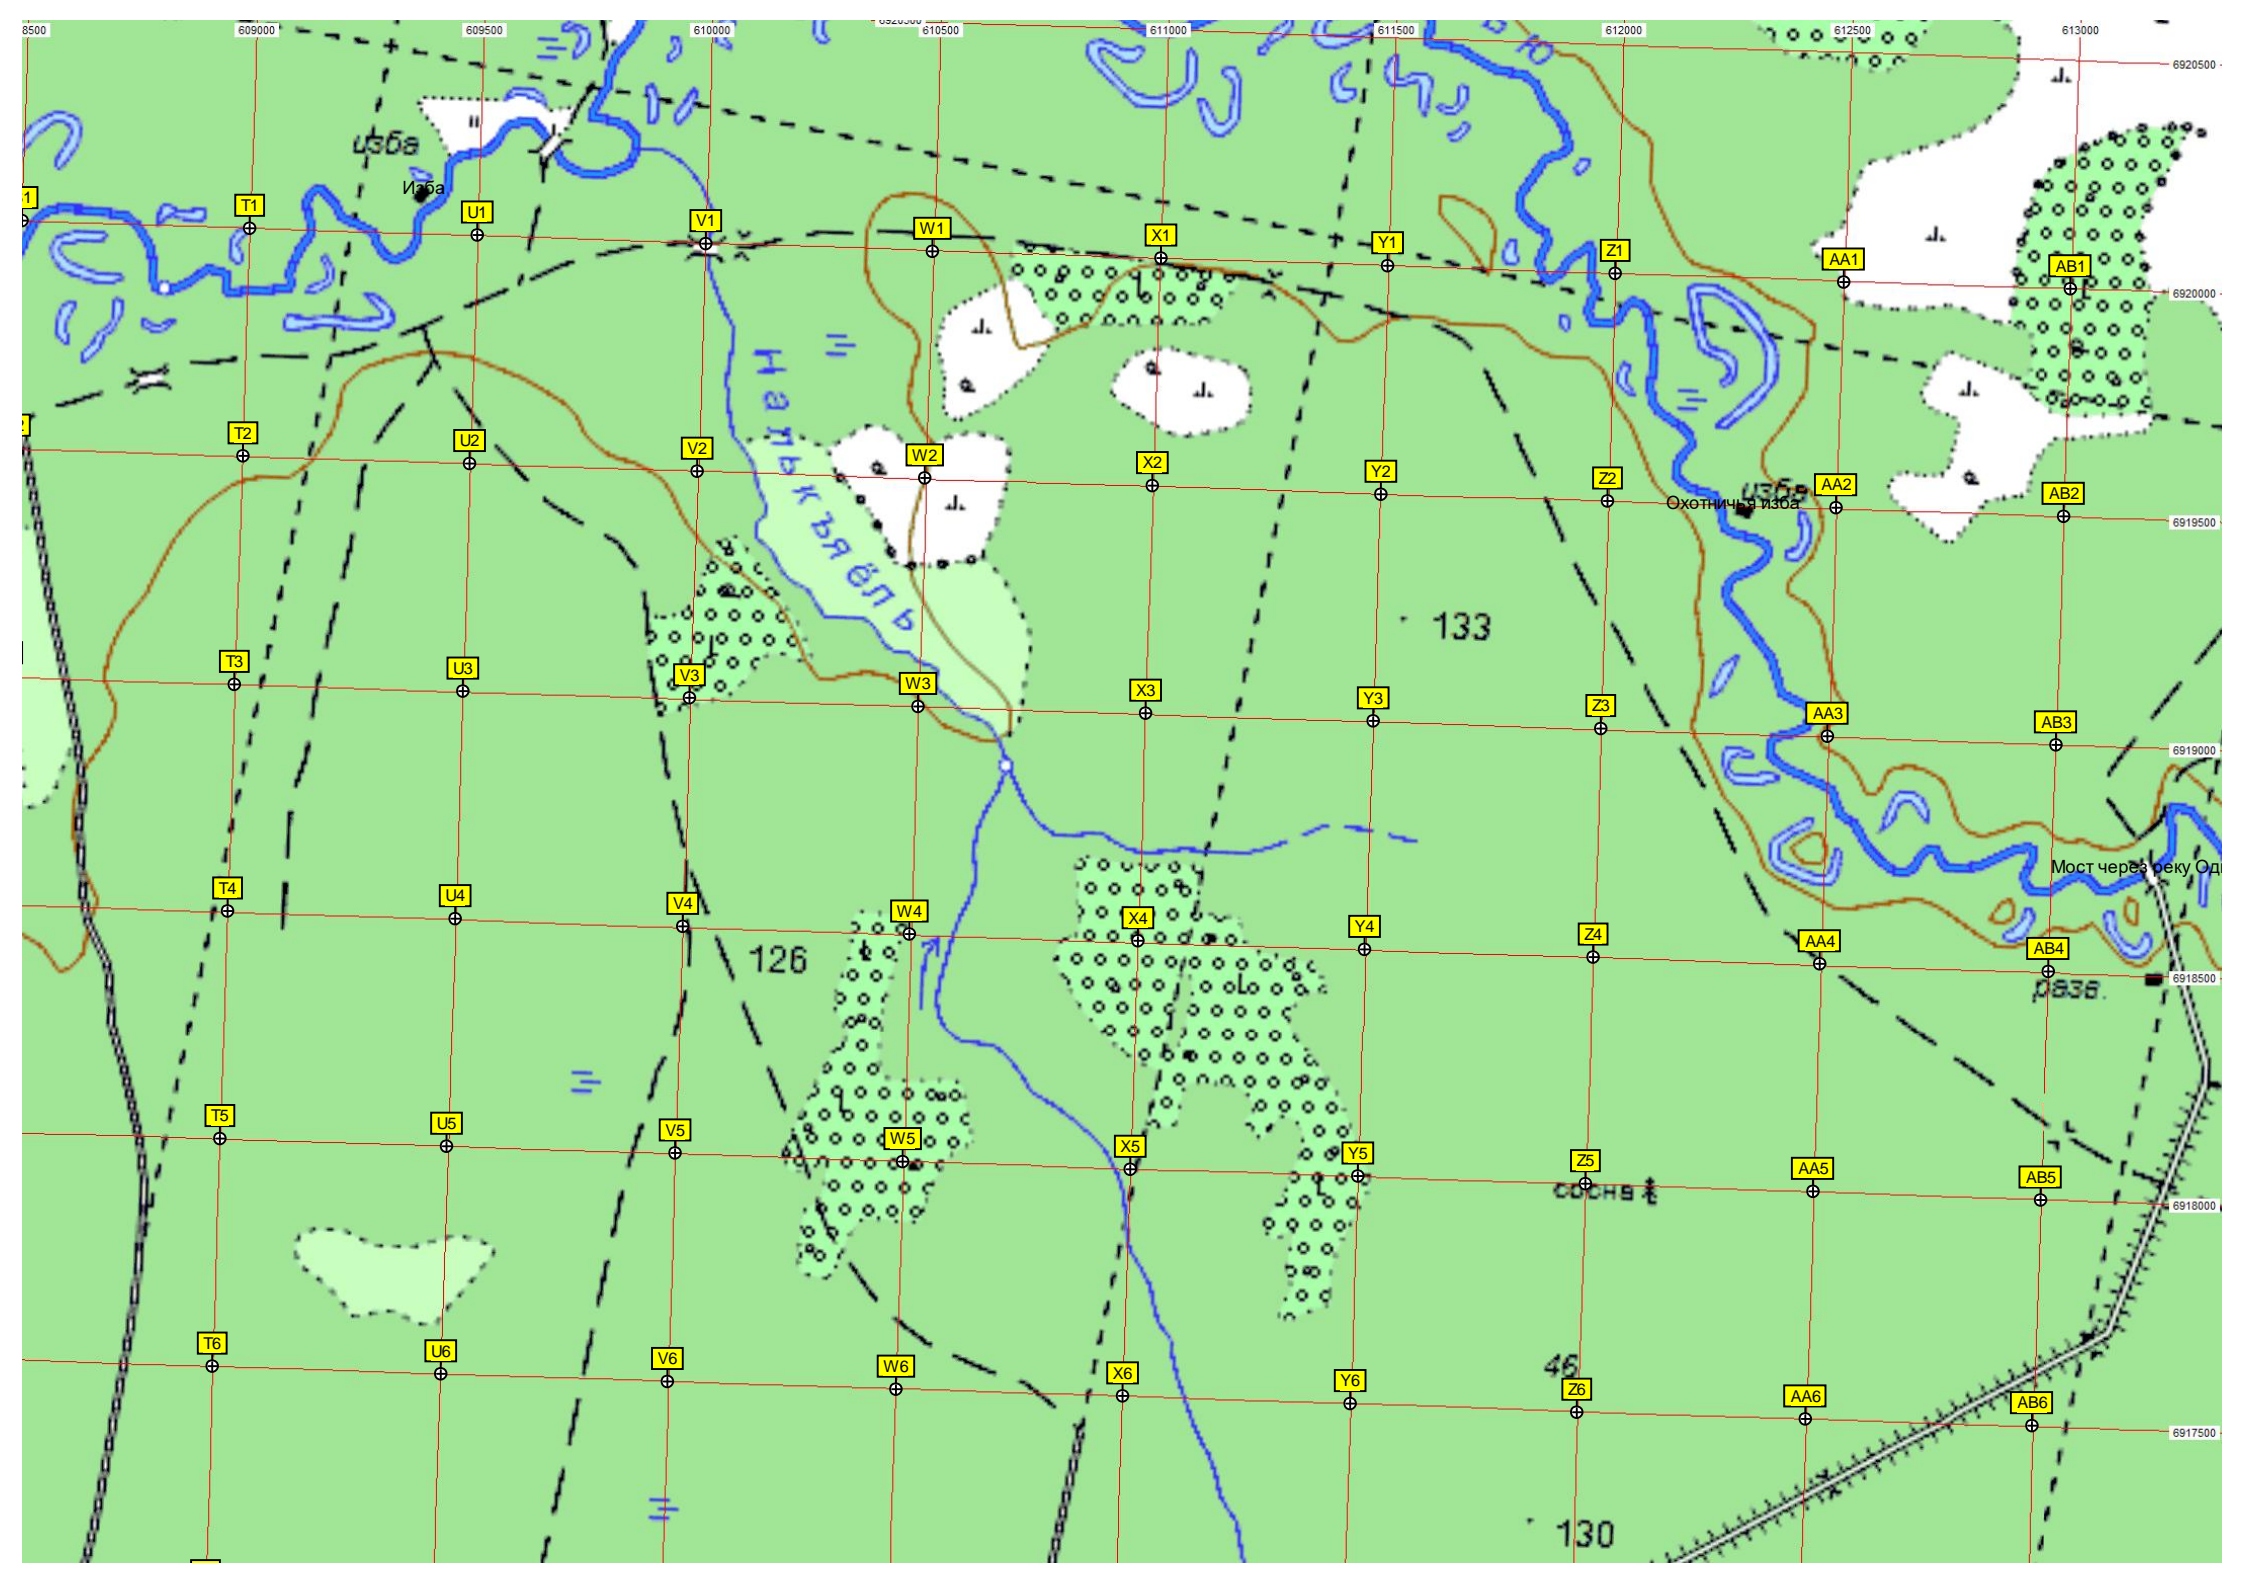 8500 609000 609500 610000 610500 611000 611500 612000 612500 613000
6920500
Ю
6920500
изба
Изба
T1 U1 V1 W1 X1 Y1 Z1 AA1 AB1
6920000
Налькъяёль
T2 U2 V2 W2 X2 Y2 Z2 AA2 AB2
изба
Охотничья изба
6919500
133
T3 U3 V3 W3 X3 Y3 Z3 AA3 AB3
6919000
Мост через реку
T4 U4 V4 W4 X4 Y4 Z4 AA4 AB4
126
6918500
разв.
T5 U5 V5 W5 X5 Y5 Z5 AA5 AB5
сосна
6918000
46
T6 U6 V6 W6 X6 Y6 Z6 AA6 AB6
6917500
130